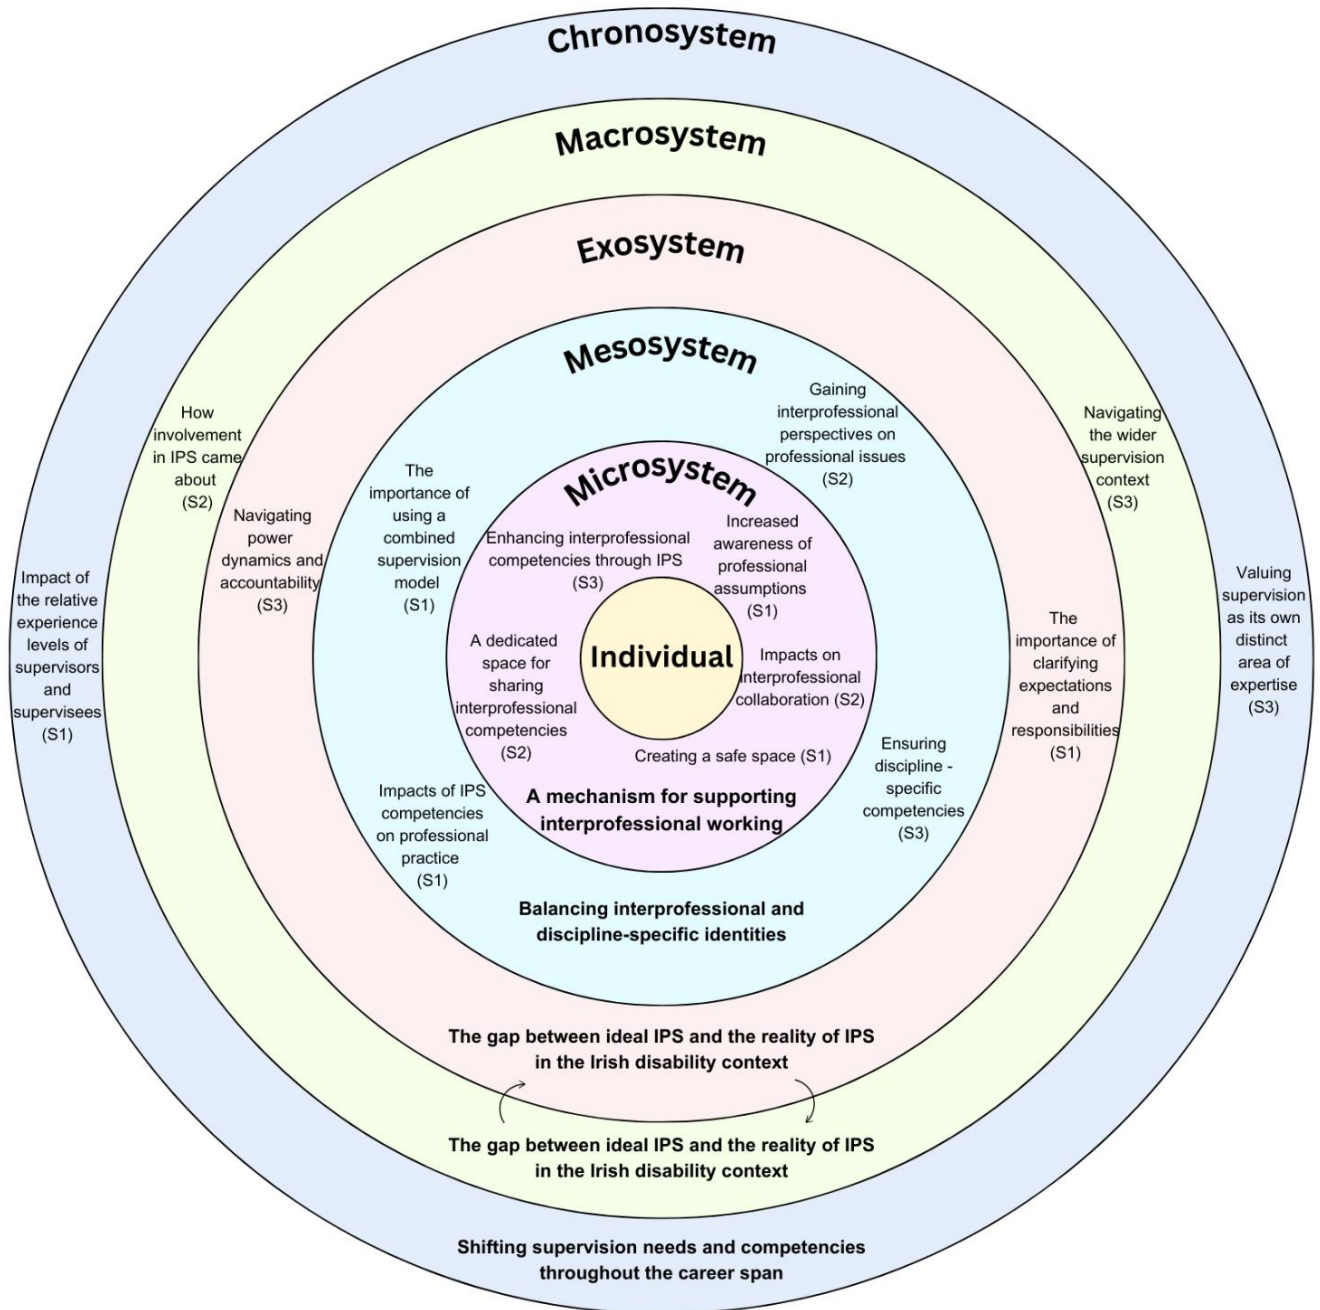 Chronosystem
Macrosystem
Exosystem
Mesosystem
Microsystem
Individual
Gaining
interprofessional
perspectives on
professional issues
(S2)
How
involvement
in IPS came
about
(S2)
Navigating
the wider
supervision
context
(S3)
The
importance of
using a
combined
supervision
model
(S1)
Navigating
power
dynamics and
accountability
(S3)
Enhancing interprofessional
competencies through IPS
(S3)
Increased
awareness of
professional
assumptions
(S1)
Impact of
the relative
experience
levels of
supervisors
and
supervisees
(S1)
Valuing
supervision
as its own
distinct
area of
expertise
(S3)
The
importance of
clarifying
expectations
and
responsibilities
(S1)
A dedicated
space for
sharing
interprofessional
competencies
(S2)
Impacts on
interprofessional
collaboration (S2)
Creating a safe space (S1)
Ensuring
discipline -
specific
competencies
(S3)
Impacts of IPS
competencies
on professional
practice
(S1)
A mechanism for supporting
interprofessional working
Balancing interprofessional and
discipline-specific identities
The gap between ideal IPS and the reality of IPS
in the Irish disability context
The gap between ideal IPS and the reality of IPS
in the Irish disability context
Shifting supervision needs and competencies
throughout the career span